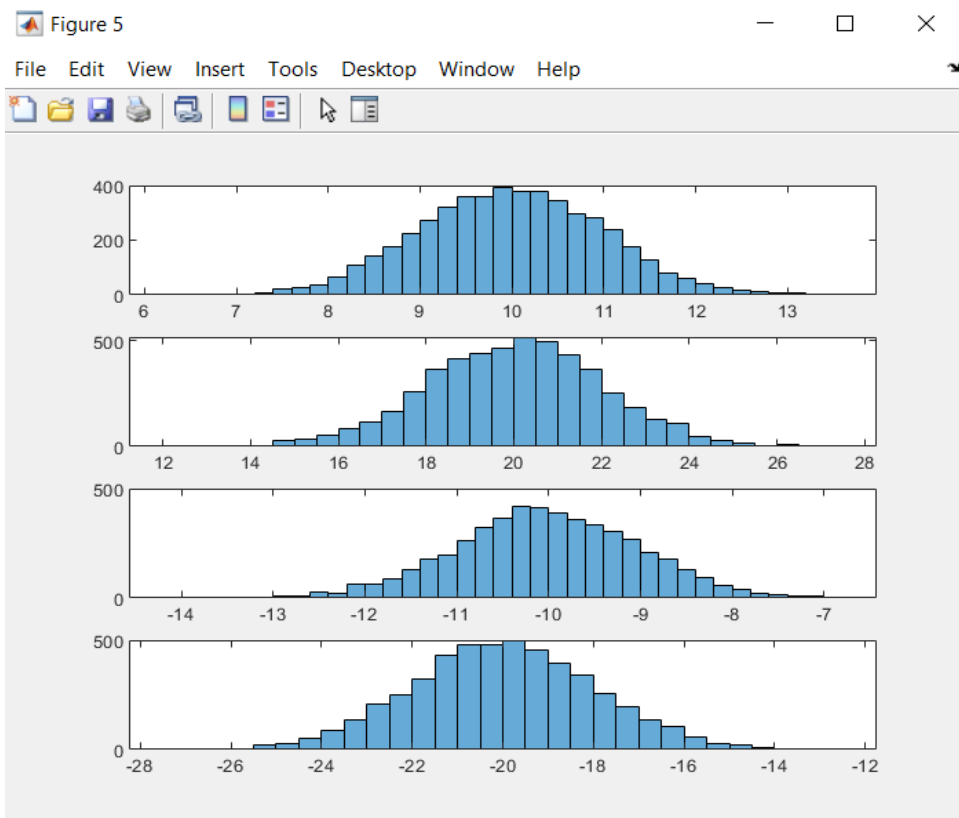 Figure 5
File Edit View Insert Tools Desktop Window Help
400
200
0
6 7 8 9 10 11 12 13
500
0
12 14 16 18 20 22 24 26 28
500
0
-14 -13 -12 -11 -10 -9 -8 -7
500
0
-28 -26 -24 -22 -20 -18 -16 -14 -12